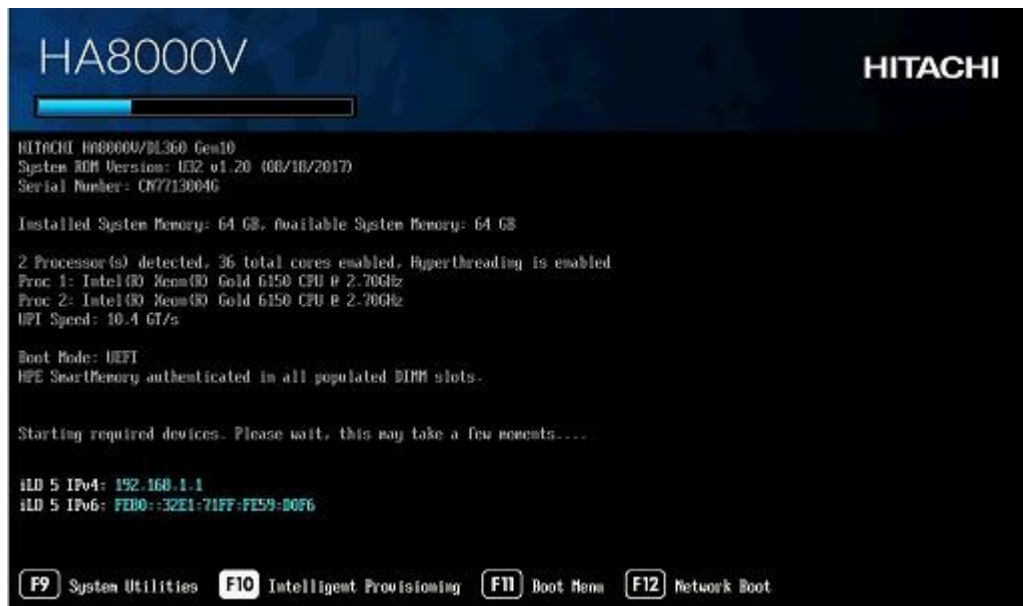 HA8000V
HITACHI
HITACHI HA8000V/DL360 Gen10
System ROM Version: U32 v1.20 (08/18/2017)
Serial Number: CN7713004G
Installed System Memory: 64 GB, Available System Memory: 64 GB
2 Processor(s) detected, 36 total cores enabled, Hyperthreading is enabled
Proc 1: Intel(R) Xeon(R) Gold 6150 CPU @ 2.70GHz
Proc 2: Intel(R) Xeon(R) Gold 6150 CPU @ 2.70GHz
UPI Speed: 10.4 GT/s
Boot Mode: UEFI
HPE SmartMemory authenticated in all populated DIMM slots.
Starting required devices. Please wait, this may take a few moments....
iLO 5 IPv4: 192.168.1.1
iLO 5 IPv6: FE80::32E1:71FF:FE59:D0F6
F9 System Utilities F10 Intelligent Provisioning F11 Boot Menu F12 Network Boot